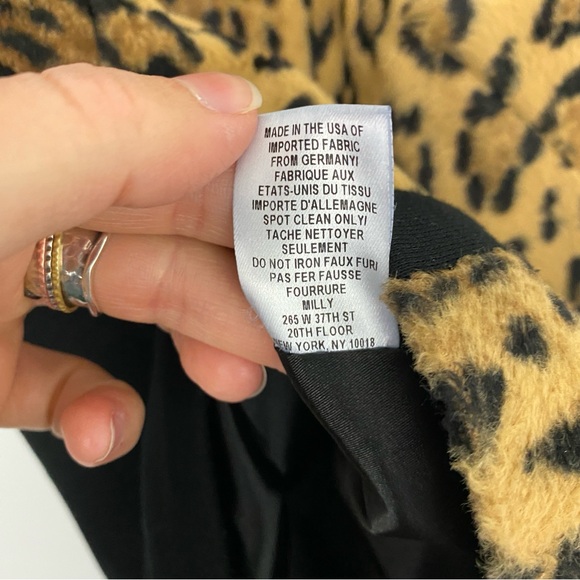 MADE IN THE USA OF
IMPORTED FABRIC
FROM GERMANY/
FABRIQUE AUX
ETATS-UNIS DU TISSU
IMPORTE D'ALLEMAGNE
SPOT CLEAN ONLY/
TACHE NETTOYER
SEULEMENT
DO NOT IRON FAUX FUR/
PAS FER FAUSSE
FOURRURE
MILLY
265 W 37TH ST
20TH FLOOR
NEW YORK, NY 10018